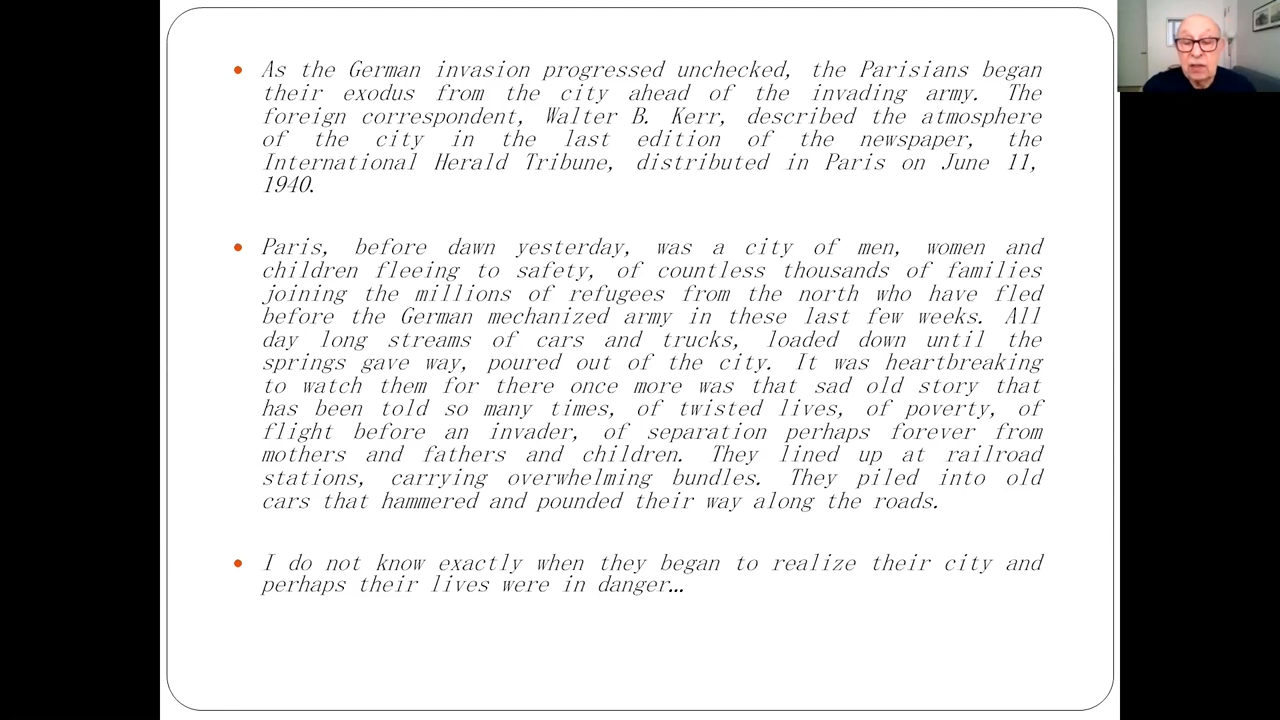 • As the German invasion progressed unchecked, the Parisians began
their exodus from the city ahead of the invading army. The
foreign correspondent, Walter B. Kerr, described the atmosphere
of the city in the last edition of the newspaper, the
International Herald Tribune, distributed in Paris on June 11,
1940.
• Paris, before dawn yesterday, was a city of men, women and
children fleeing to safety, of countless thousands of families
joining the millions of refugees from the north who have fled
before the German mechanized army in these last few weeks. All
day long streams of cars and trucks, loaded down until the
springs gave way, poured out of the city. It was heartbreaking
to watch them for there once more was that sad old story that
has been told so many times, of twisted lives, of poverty, of
flight before an invader, of separation perhaps forever from
mothers and fathers and children. They lined up at railroad
stations, carrying overwhelming bundles. They piled into old
cars that hammered and pounded their way along the roads.
• I do not know exactly when they began to realize their city and
perhaps their lives were in danger…